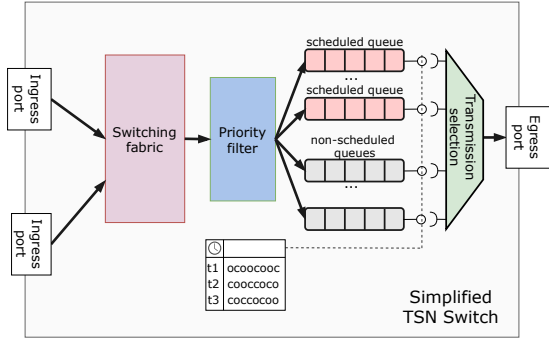 scheduled queue
...
scheduled queue
non-scheduled
queues
...
Ingress
port
Ingress
port
Switching
fabric
Priority
filter
Transmission
selection
Egress
port
t1 ocoocooc
t2 cooccoco
t3 coccocoo
Simplified
TSN Switch